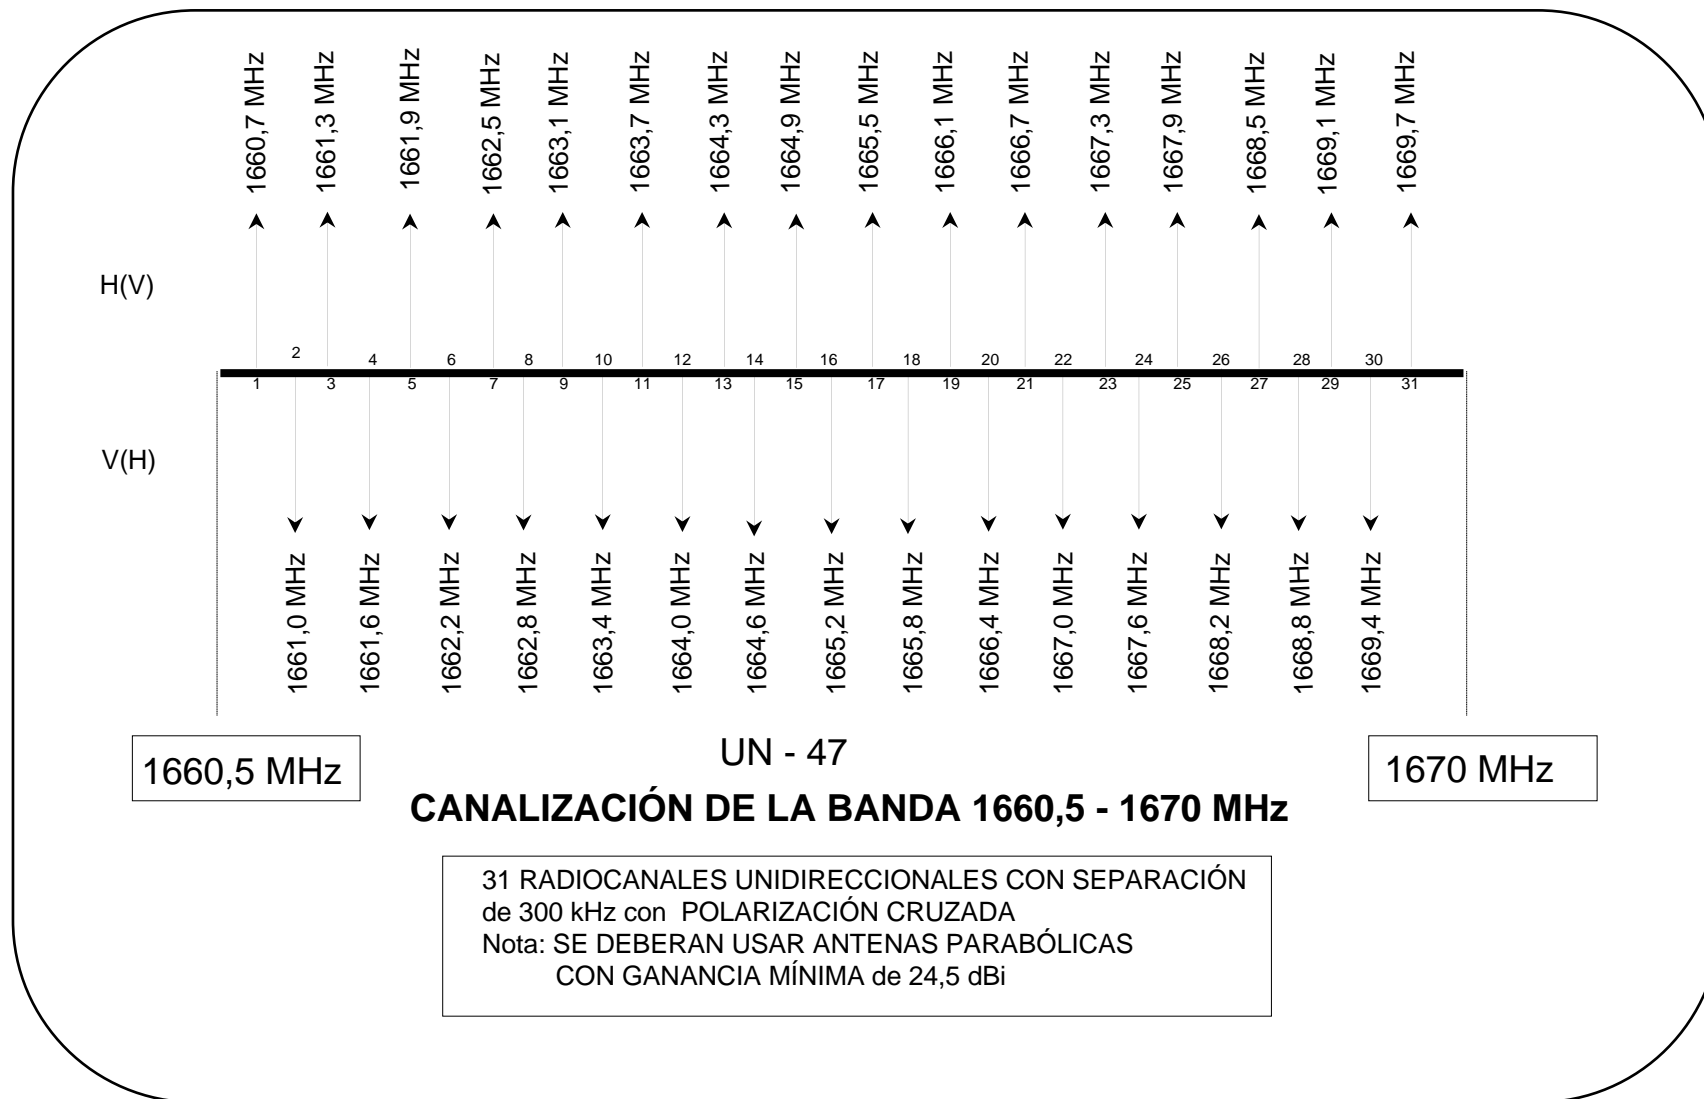 1660,7 MHz
1661,3 MHz
1661,9 MHz
1662,5 MHz
1663,1 MHz
1663,7 MHz
1664,3 MHz
1664,9 MHz
1665,5 MHz
1666,1 MHz
1666,7 MHz
1667,3 MHz
1667,9 MHz
1668,5 MHz
1669,1 MHz
1669,7 MHz
H(V)
2 4 6 8 10 12 14 16 18 20 22 24 26 28 30
1 3 5 7 9 11 13 15 17 19 21 23 25 27 29 31
V(H)
1661,0 MHz
1661,6 MHz
1662,2 MHz
1662,8 MHz
1663,4 MHz
1664,0 MHz
1664,6 MHz
1665,2 MHz
1665,8 MHz
1666,4 MHz
1667,0 MHz
1667,6 MHz
1668,2 MHz
1668,8 MHz
1669,4 MHz
1660,5 MHz
UN - 47
1670 MHz
CANALIZACIÓN DE LA BANDA 1660,5 - 1670 MHz
31 RADIOCANALES UNIDIRECCIONALES CON SEPARACIÓN
de 300 kHz con POLARIZACIÓN CRUZADA
Nota: SE DEBERAN USAR ANTENAS PARABÓLICAS
CON GANANCIA MÍNIMA de 24,5 dBi